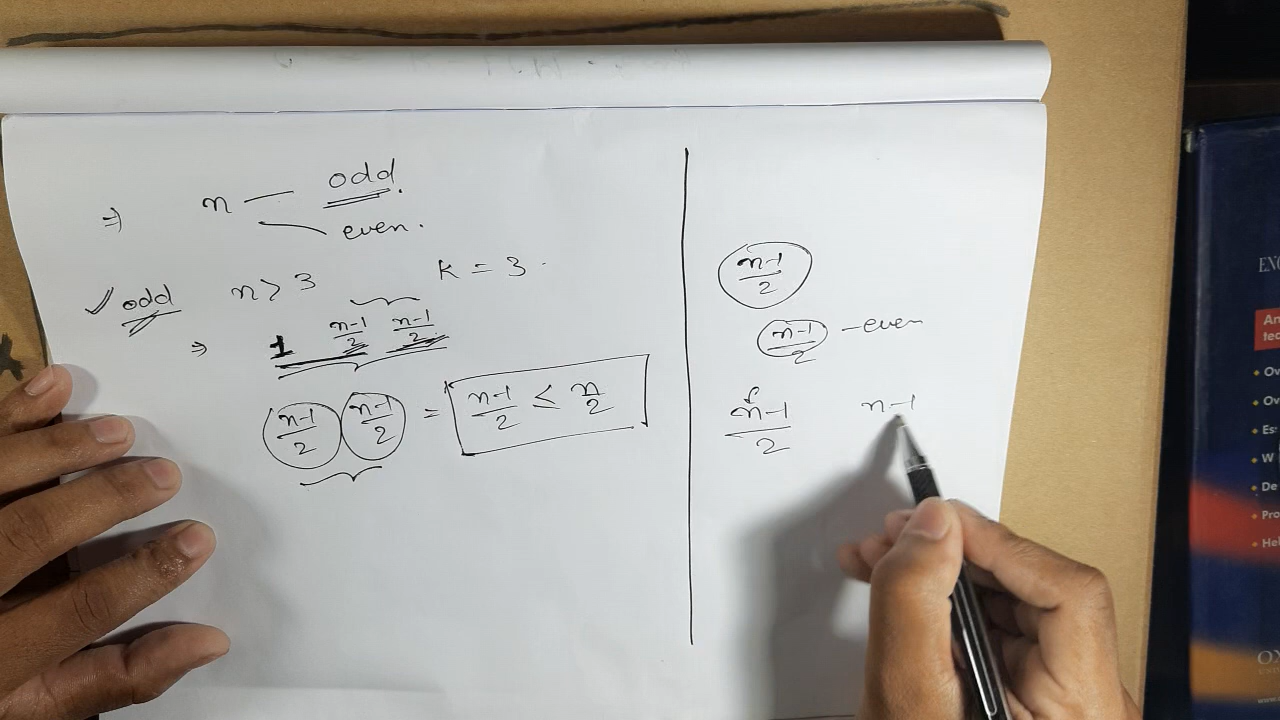 ⇒ n odd.
even.
✓ odd n > 3 K = 3.
⇒ 1 n-1/2 n-1/2
n-1/2 n-1/2 = n-1/2 ≤ n/2
n-1/2
n-1/2 - even
n-1/2 n-1